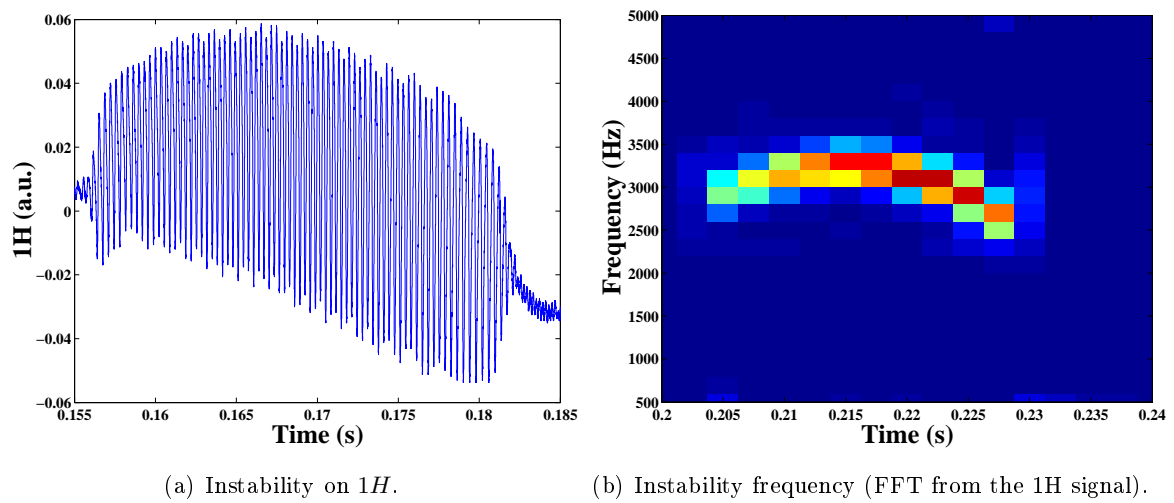 0.06
0.04
0.02
0
−0.02
−0.04
−0.06
1H (a.u.)
0.155 0.16 0.165 0.17 0.175 0.18 0.185
Time (s)
(a) Instability on 1H.
5000
4500
4000
3500
3000
2500
2000
1500
1000
500
Frequency (Hz)
0.2 0.205 0.21 0.215 0.22 0.225 0.23 0.235 0.24
Time (s)
(b) Instability frequency (FFT from the 1H signal).